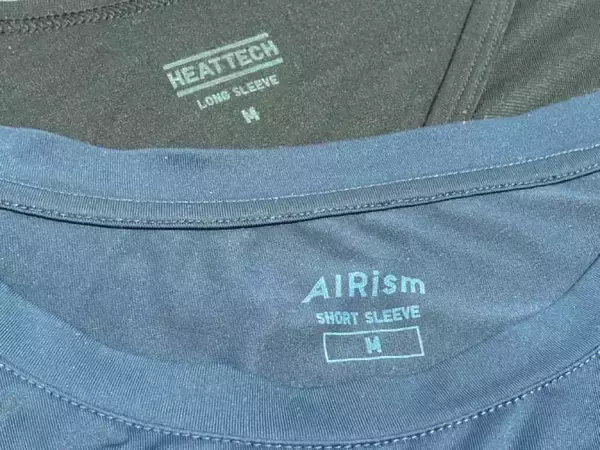 HEATTECH
LONG SLEEVE
M
AIRism
SHORT SLEEVE
M